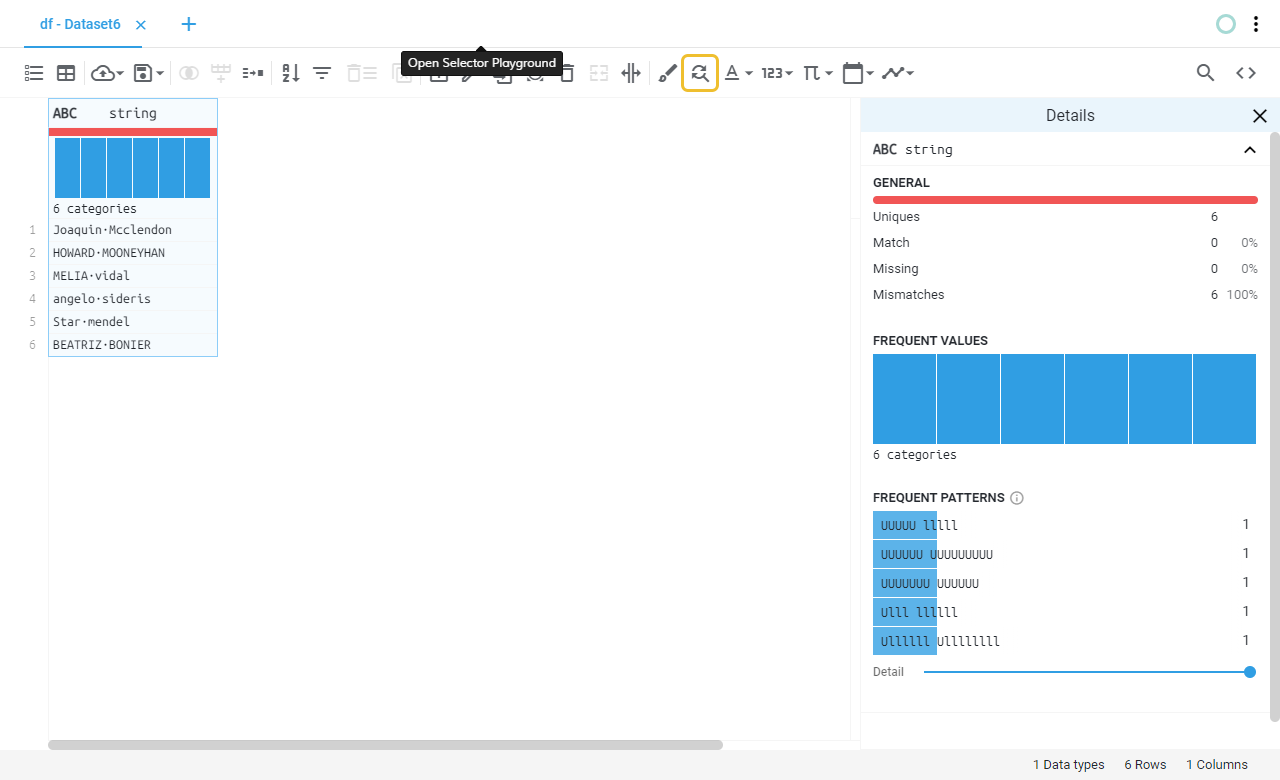 df - Dataset6
Open Selector Playground
123
ABC string
6 categories
1 Joaquin·Mcclendon
2 HOWARD·MOONEYHAN
3 MELIA·vidal
4 angelo·sideris
5 Star·mendel
6 BEATRIZ·BONIER
Details
ABC string
GENERAL
Uniques 6
Match 0 0%
Missing 0 0%
Mismatches 6 100%
FREQUENT VALUES
6 categories
FREQUENT PATTERNS
UUUUU lllll 1
UUUUUU UUUUUUUUU 1
UUUUUUU UUUUUU 1
Ulll llllll 1
Ullllll Ullllllll 1
Detail
1 Data types 6 Rows 1 Columns